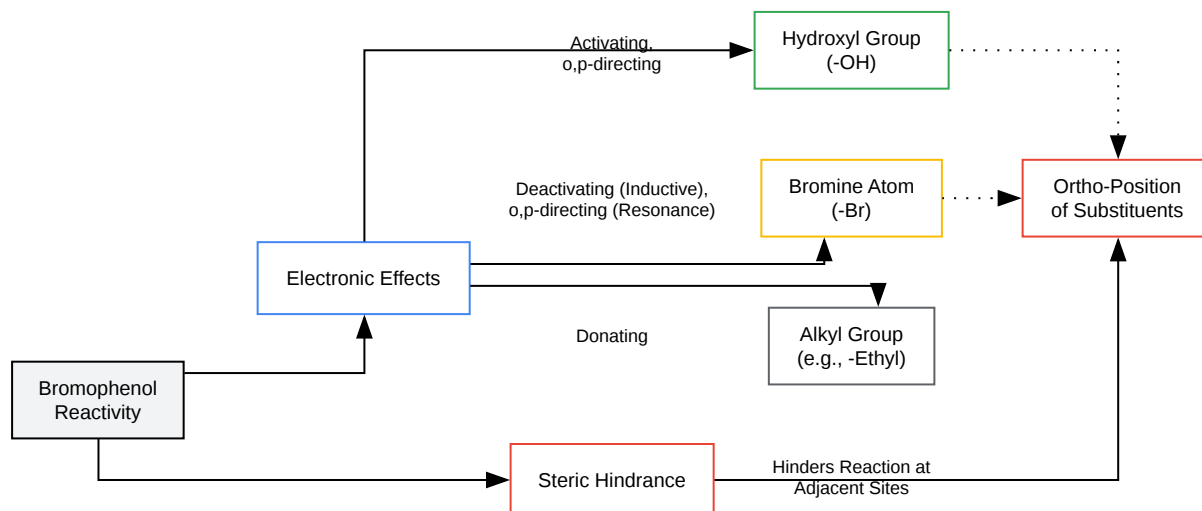 Activating,
o,p-directing
Hydroxyl Group
(-OH)
Deactivating (Inductive),
o,p-directing (Resonance)
Bromine Atom
(-Br)
Ortho-Position
of Substituents
Electronic Effects
Donating
Alkyl Group
(e.g., -Ethyl)
Bromophenol
Reactivity
Steric Hindrance
Hinders Reaction at
Adjacent Sites